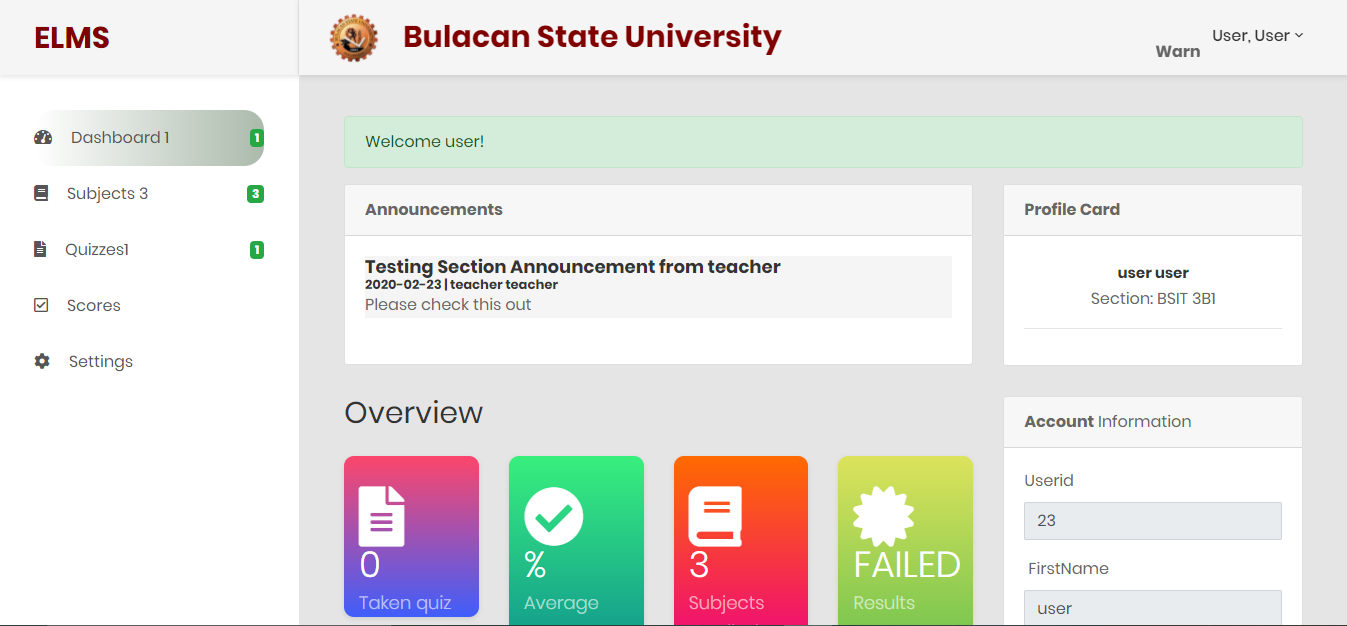 ELMS
Bulacan State University
Warn
User, User
Dashboard 1
1
Subjects 3
3
Quizzes1
1
Scores
Settings
Welcome user!
Announcements
Testing Section Announcement from teacher
2020-02-23 | teacher teacher
Please check this out
Profile Card
user user
Section: BSIT 3B1
Overview
0
Taken quiz
%
Average
3
Subjects
FAILED
Results
Account Information
Userid
23
FirstName
user